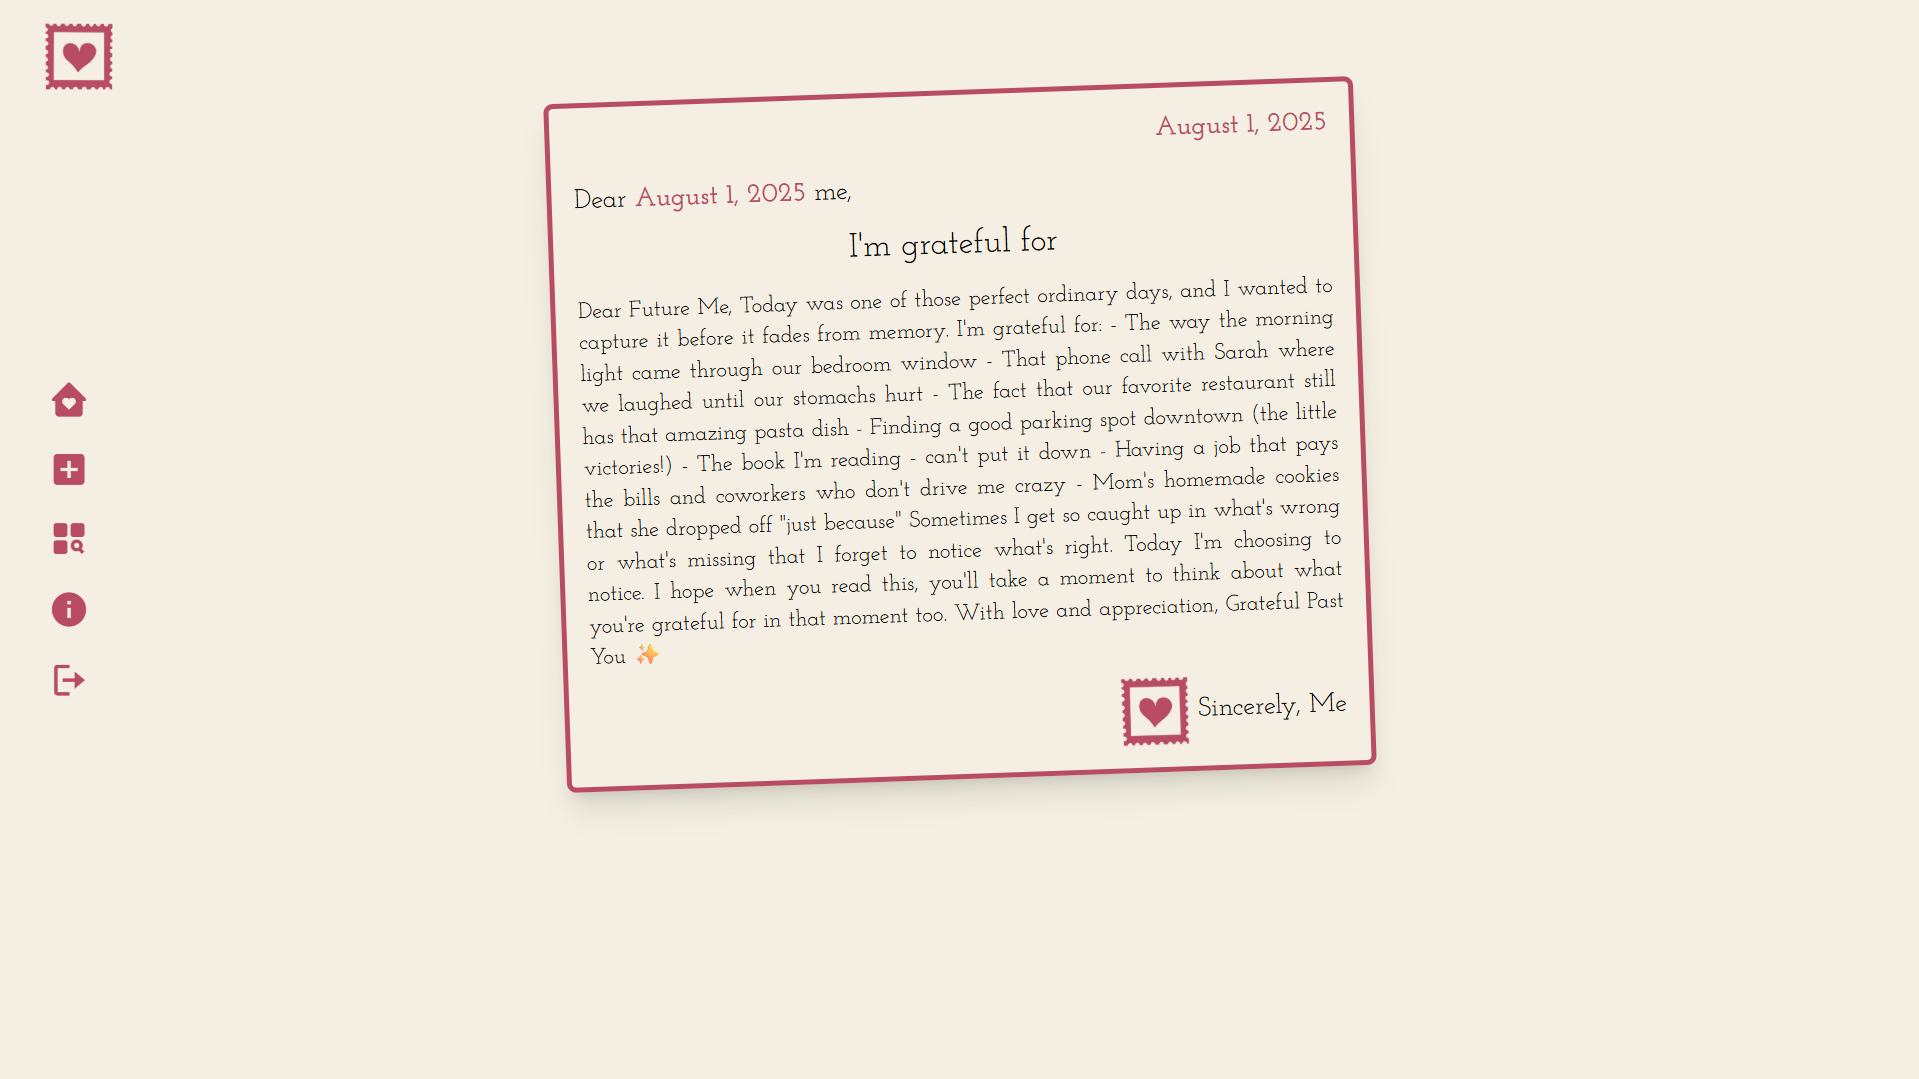 August 1, 2025
Dear August 1, 2025 me,
I'm grateful for
Dear Future Me, Today was one of those perfect ordinary days, and I wanted to
capture it before it fades from memory. I'm grateful for: - The way the morning
light came through our bedroom window - That phone call with Sarah where
we laughed until our stomachs hurt - The fact that our favorite restaurant still
has that amazing pasta dish - Finding a good parking spot downtown (the little
victories!) - The book I'm reading - can't put it down - Having a job that pays
the bills and coworkers who don't drive me crazy - Mom's homemade cookies
that she dropped off "just because" Sometimes I get so caught up in what's wrong
or what's missing that I forget to notice what's right. Today I'm choosing to
notice. I hope when you read this, you'll take a moment to think about what
you're grateful for in that moment too. With love and appreciation, Grateful Past
You ✨
Sincerely, Me